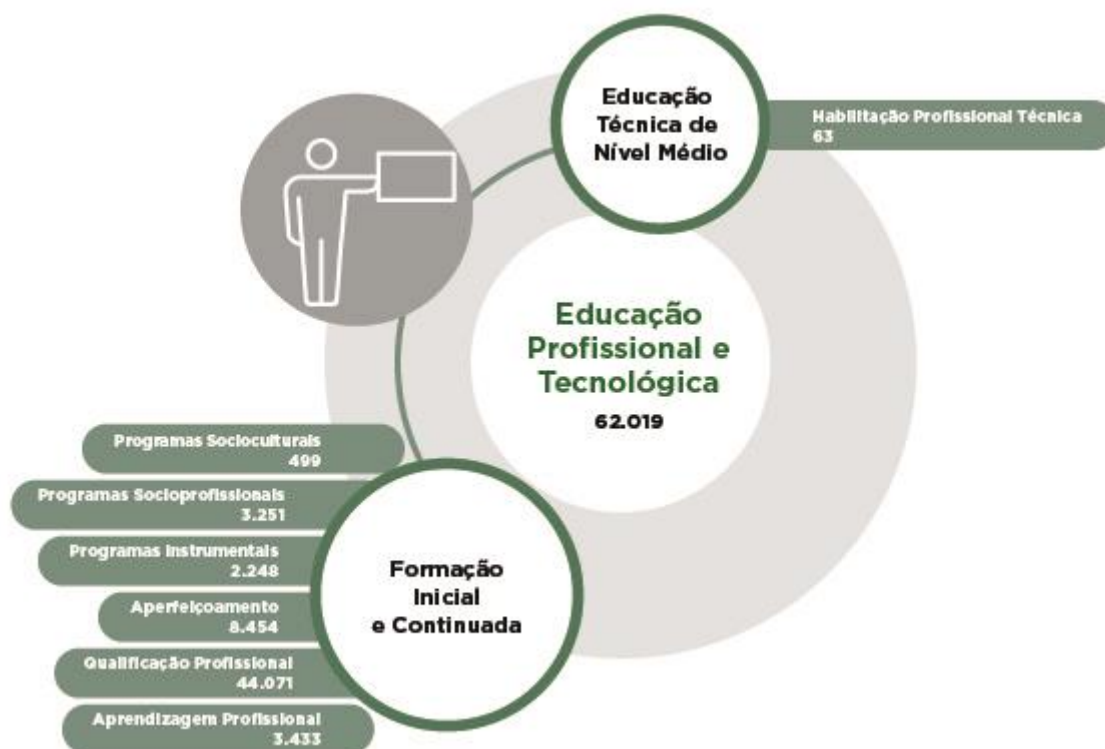 Educação
Técnica de
Nível Médio
Habilitação Profissional Técnica
63
Educação
Profissional e
Tecnológica
62.019
Programas Socioculturais
499
Programas Socioprofissionais
3.251
Programas Instrumentais
2.248
Aperfeiçoamento
8.454
Qualificação Profissional
44.071
Aprendizagem Profissional
3.433
Formação
Inicial
e Continuada